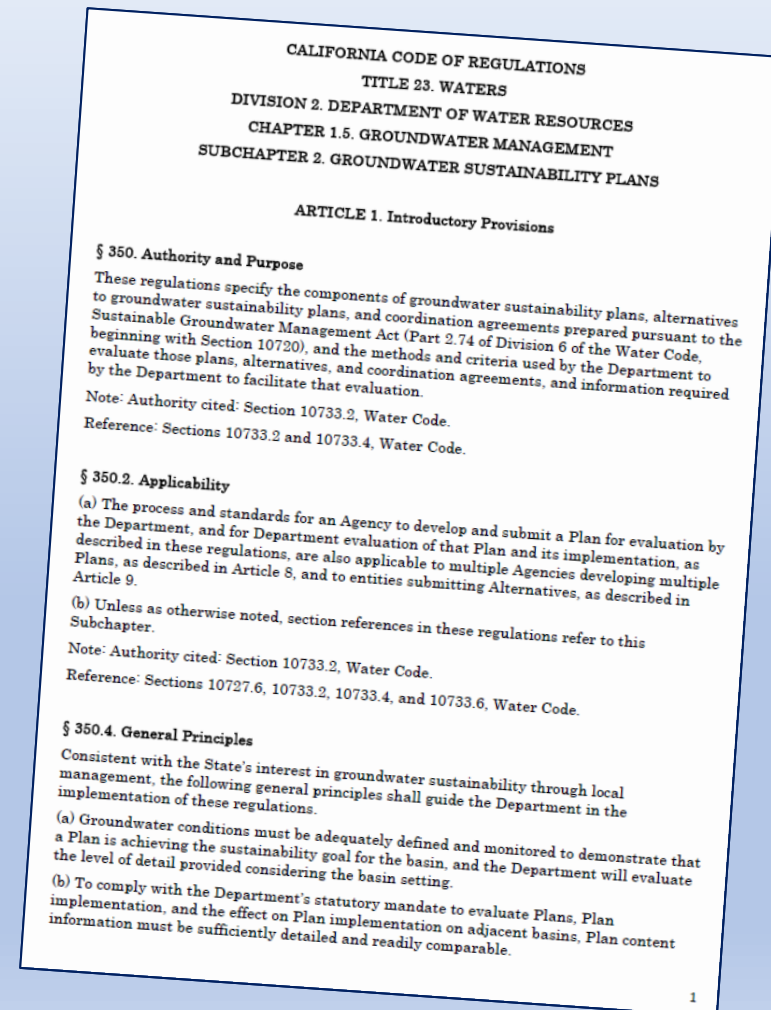 CALIFORNIA CODE OF REGULATIONS
TITLE 23. WATERS
DIVISION 2. DEPARTMENT OF WATER RESOURCES
CHAPTER 1.5. GROUNDWATER MANAGEMENT
SUBCHAPTER 2. GROUNDWATER SUSTAINABILITY PLANS
ARTICLE 1. Introductory Provisions
§ 350. Authority and Purpose
These regulations specify the components of groundwater sustainability plans, alternatives
to groundwater sustainability plans, and coordination agreements prepared pursuant to the
Sustainable Groundwater Management Act (Part 2.74 of Division 6 of the Water Code,
beginning with Section 10720), and the methods and criteria used by the Department to
evaluate those plans, alternatives, and coordination agreements, and information required
by the Department to facilitate that evaluation.
Note: Authority cited: Section 10733.2, Water Code.
Reference: Sections 10733.2 and 10733.4, Water Code.
§ 350.2. Applicability
(a) The process and standards for an Agency to develop and submit a Plan for evaluation by
the Department, and for Department evaluation of that Plan and its implementation, as
described in these regulations, are also applicable to multiple Agencies developing multiple
Plans, as described in Article 8, and to entities submitting Alternatives, as described in
Article 9.
(b) Unless as otherwise noted, section references in these regulations refer to this
Subchapter.
Note: Authority cited: Section 10733.2, Water Code.
Reference: Sections 10727.6, 10733.2, 10733.4, and 10733.6, Water Code.
§ 350.4. General Principles
Consistent with the State's interest in groundwater sustainability through local
management, the following general principles shall guide the Department in the
implementation of these regulations.
(a) Groundwater conditions must be adequately defined and monitored to demonstrate that
a Plan is achieving the sustainability goal for the basin, and the Department will evaluate
the level of detail provided considering the basin setting.
(b) To comply with the Department's statutory mandate to evaluate Plans, Plan
implementation, and the effect on Plan implementation on adjacent basins, Plan content
information must be sufficiently detailed and readily comparable.
1